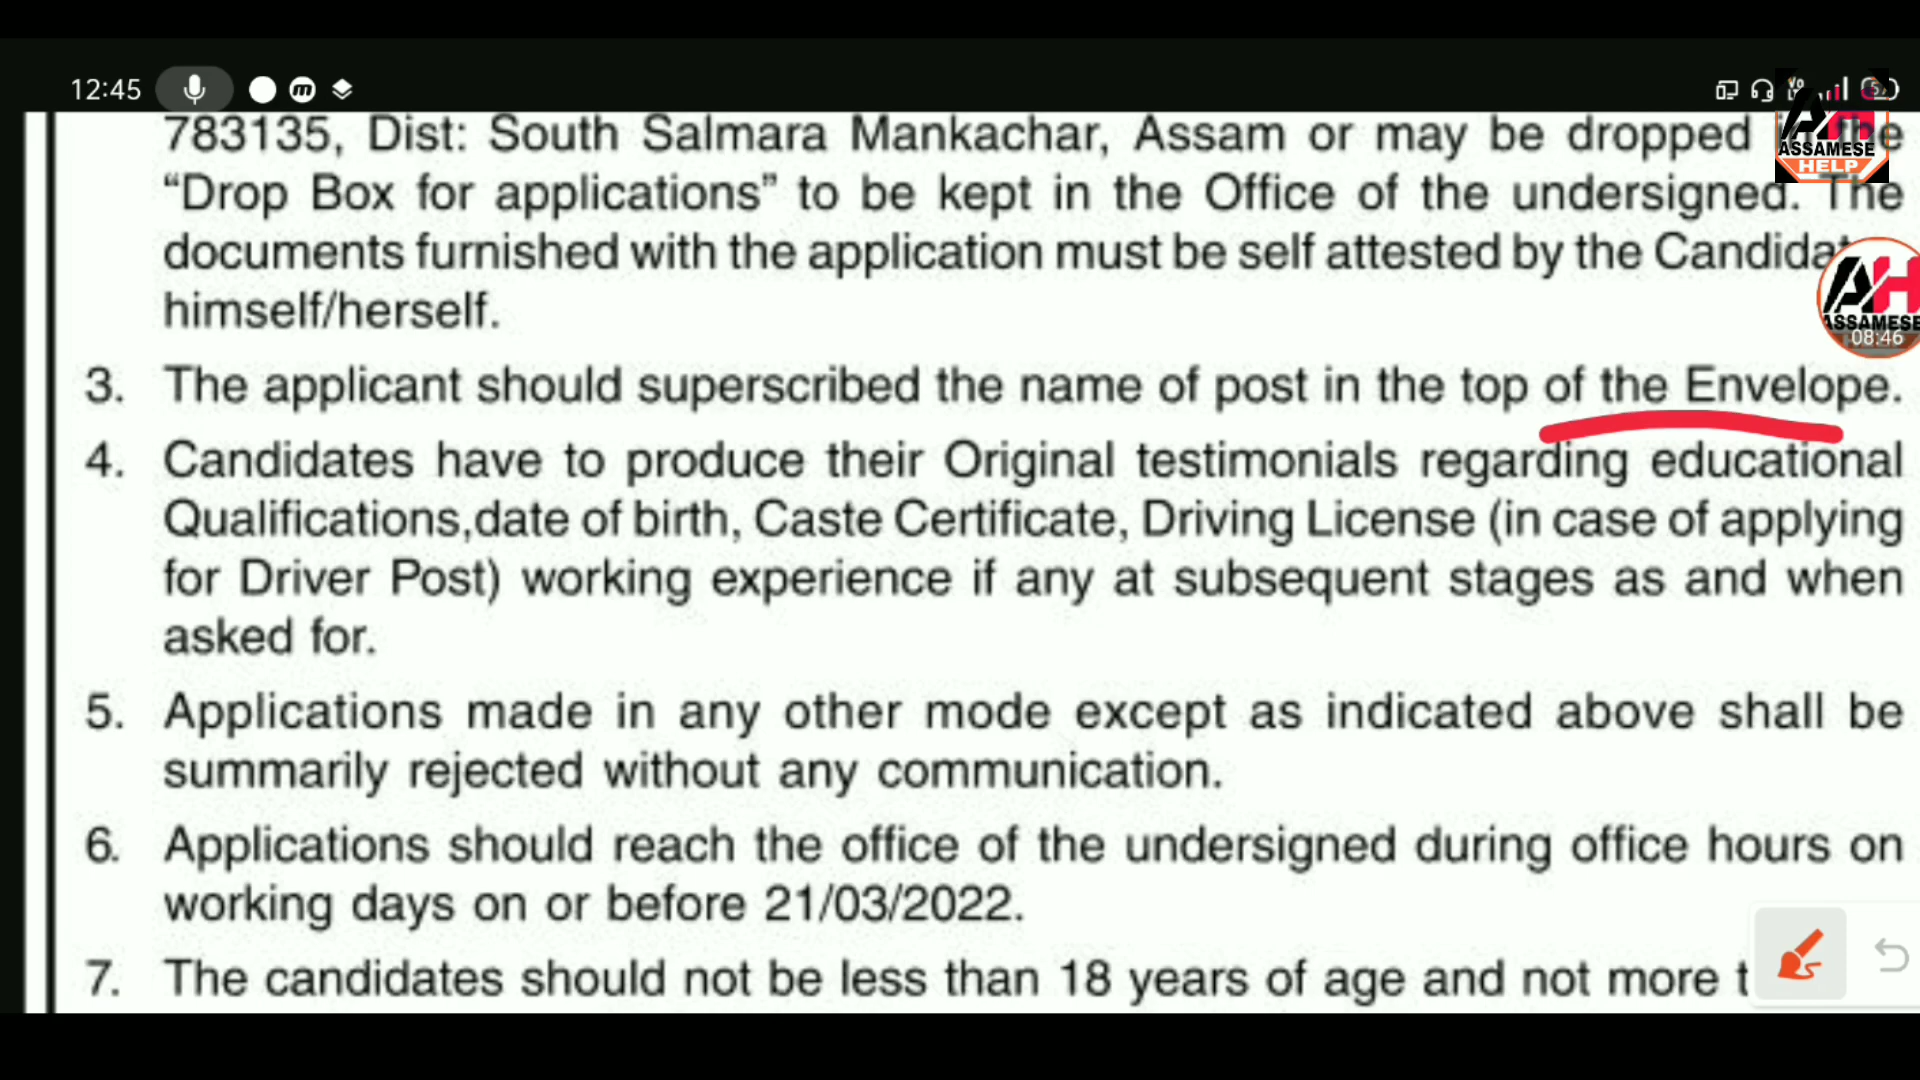 12:45
783135, Dist: South Salmara Mankachar, Assam or may be dropped the
“Drop Box for applications” to be kept in the Office of the undersigned. The
documents furnished with the application must be self attested by the
himself/herself.
3. The applicant should superscribed the name of post in the top of the Envelope.
4. Candidates have to produce their Original testimonials regarding educational
Qualifications,date of birth, Caste Certificate, Driving License (in case of applying
for Driver Post) working experience if any at subsequent stages as and when
asked for.
5. Applications made in any other mode except as indicated above shall be
summarily rejected without any communication.
6. Applications should reach the office of the undersigned during office hours on
working days on or before 21/03/2022.
7. The candidates should not be less than 18 years of age and not more
AH
ASSAMESE
HELP
AH
ASSAMESE
08:46